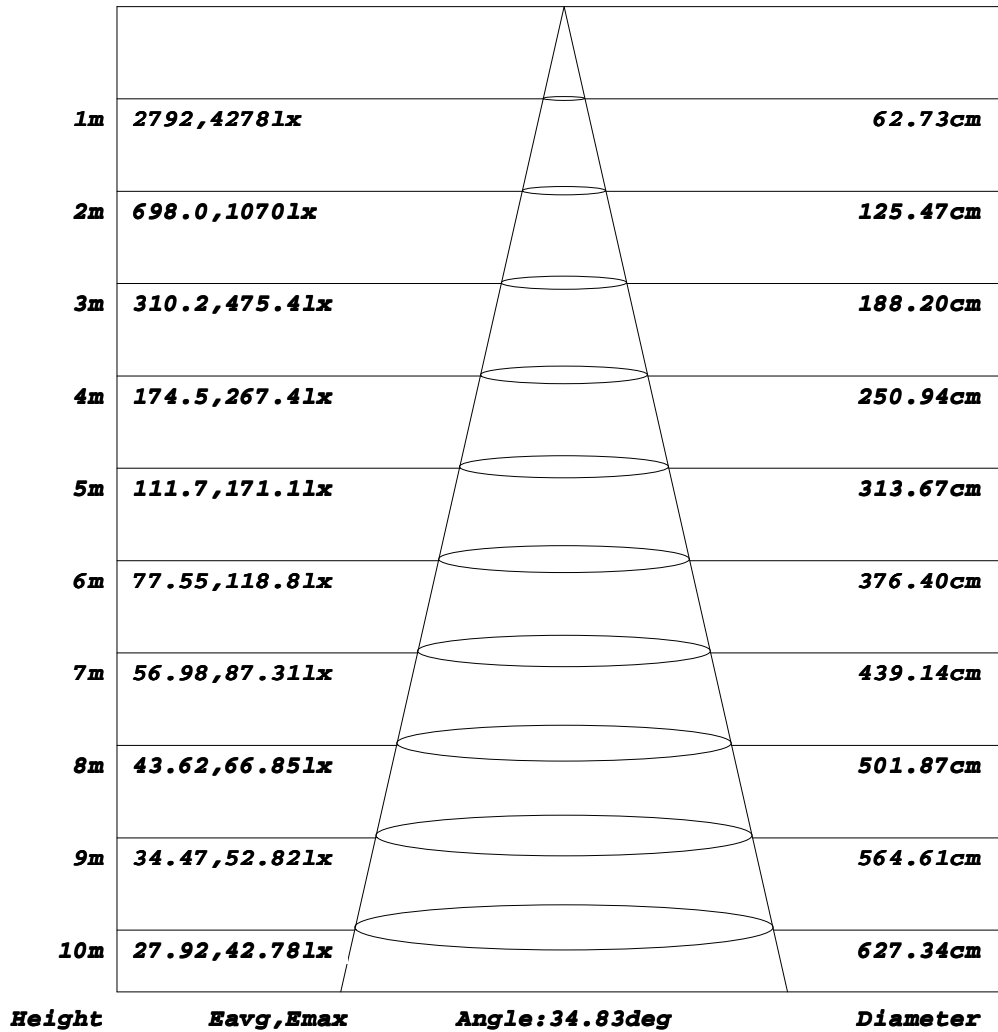 1m 2792,4278lx 62.73cm
2m 698.0,1070lx 125.47cm
3m 310.2,475.4lx 188.20cm
4m 174.5,267.4lx 250.94cm
5m 111.7,171.1lx 313.67cm
6m 77.55,118.8lx 376.40cm
7m 56.98,87.31lx 439.14cm
8m 43.62,66.85lx 501.87cm
9m 34.47,52.82lx 564.61cm
10m 27.92,42.78lx 627.34cm
Height Eavg,Emax Angle:34.83deg Diameter